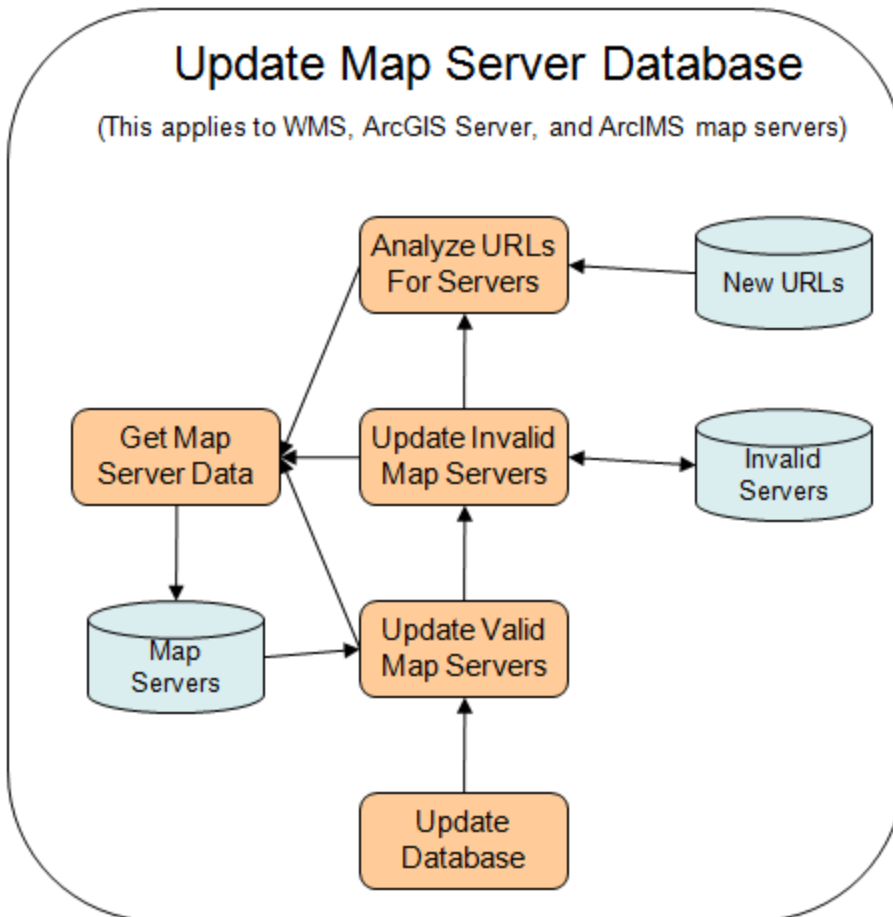 Update Map Server Database
(This applies to WMS, ArcGIS Server, and ArcIMS map servers)
Analyze URLs
For Servers
New URLs
Get Map
Server Data
Update Invalid
Map Servers
Invalid
Servers
Map
Servers
Update Valid
Map Servers
Update
Database